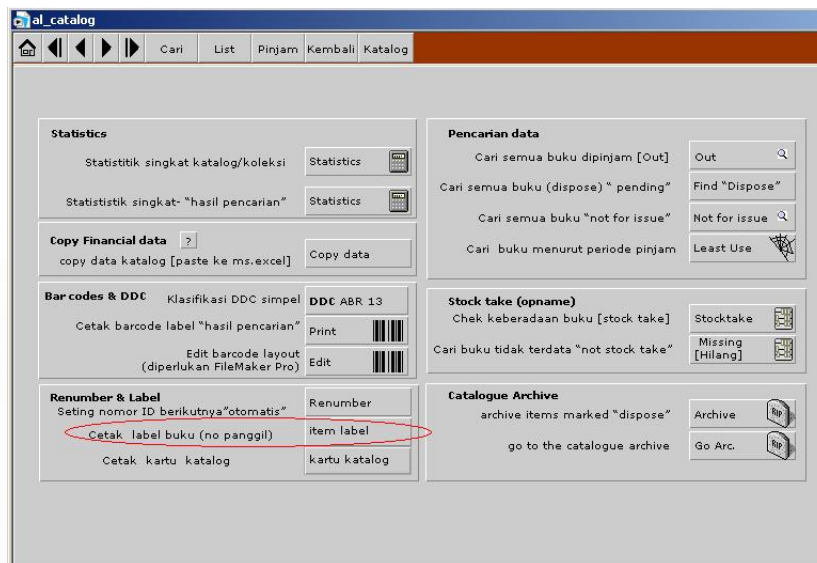 al_catalog
Cari List Pinjam Kembali Katalog
Statistics
Statistitik singkat katalog/koleksi Statistics
Statististik singkat- "hasil pencarian" Statistics
Copy Financial data ?
copy data katalog [paste ke ms.excel] Copy data
Bar codes & DDC Klasifikasi DDC simpel DDC ABR 13
Cetak barcode label "hasil pencarian" Print
Edit barcode layout
(diperlukan FileMaker Pro) Edit
Renumber & Label
Seting nomor ID berikutnya"otomatis" Renumber
Cetak label buku (no panggil) item label
Cetak kartu katalog kartu katalog
Pencarian data
Cari semua buku dipinjam [Out] Out
Cari semua buku (dispose) " pending" Find "Dispose"
Cari semua buku "not for issue" Not for issue
Cari buku menurut periode pinjam Least Use
Stock take (opname)
Chek keberadaan buku [stock take] Stocktake
Cari buku tidak terdata "not stock take" Missing
[Hilang]
Catalogue Archive
archive items marked "dispose" Archive RIP
go to the catalogue archive Go Arc. RIP